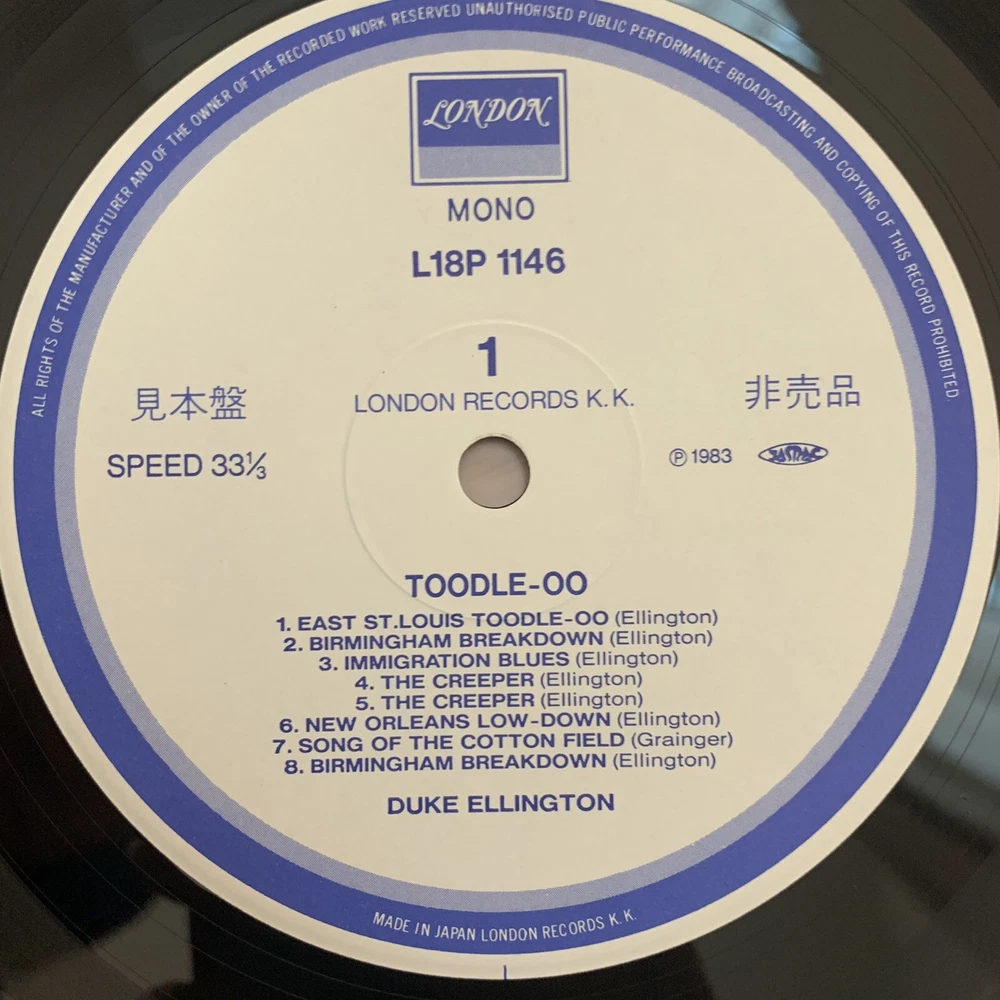 ALL RIGHTS OF THE MANUFACTURER AND OF THE OWNER OF THE RECORDED WORK RESERVED UNAUTHORISED PUBLIC PERFORMANCE BROADCASTING AND COPYING OF THIS RECORD PROHIBITED
LONDON
MONO
L18P 1146
1
LONDON RECORDS K.K.
見本盤
非売品
SPEED 33⅓
Ⓟ 1983
JASRAC
TOODLE-OO
1. EAST ST.LOUIS TOODLE-OO (Ellington)
2. BIRMINGHAM BREAKDOWN (Ellington)
3. IMMIGRATION BLUES (Ellington)
4. THE CREEPER (Ellington)
5. THE CREEPER (Ellington)
6. NEW ORLEANS LOW-DOWN (Ellington)
7. SONG OF THE COTTON FIELD (Grainger)
8. BIRMINGHAM BREAKDOWN (Ellington)
DUKE ELLINGTON
MADE IN JAPAN LONDON RECORDS K.K.